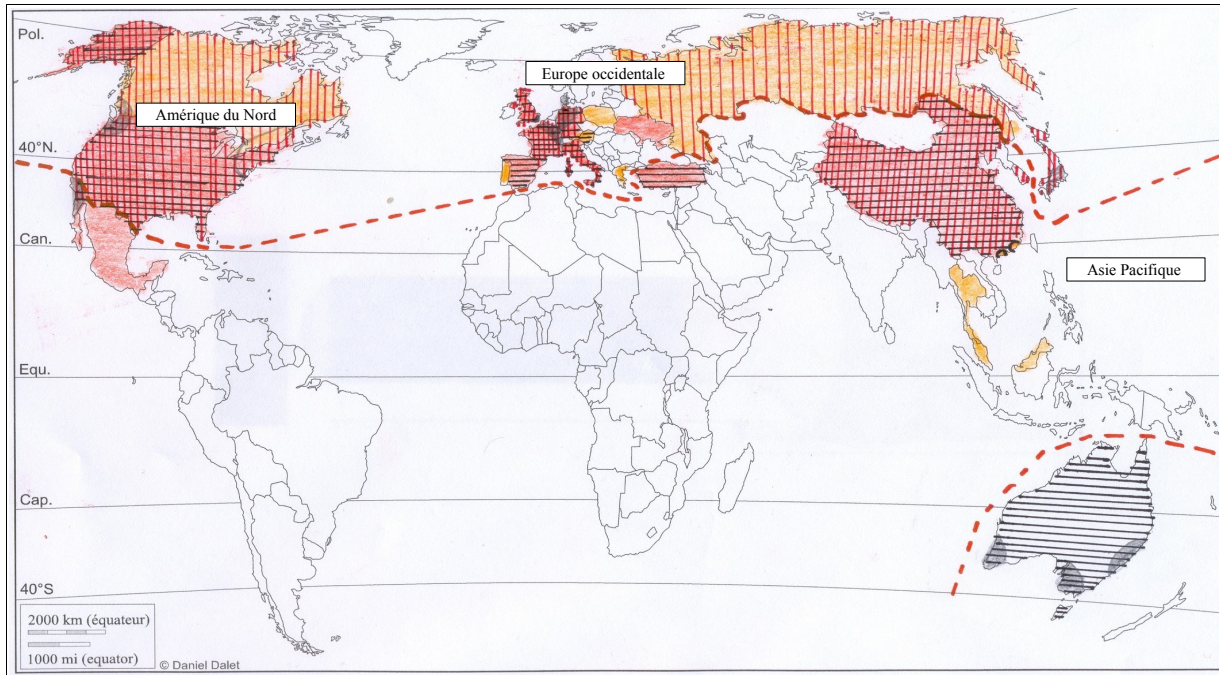 Pol.
Europe occidentale
Amérique du Nord
40°N.
Can.
Asie Pacifique
Equ.
Cap.
40°S
2000 km (équateur)
1000 mi (equator)
© Daniel Dalet